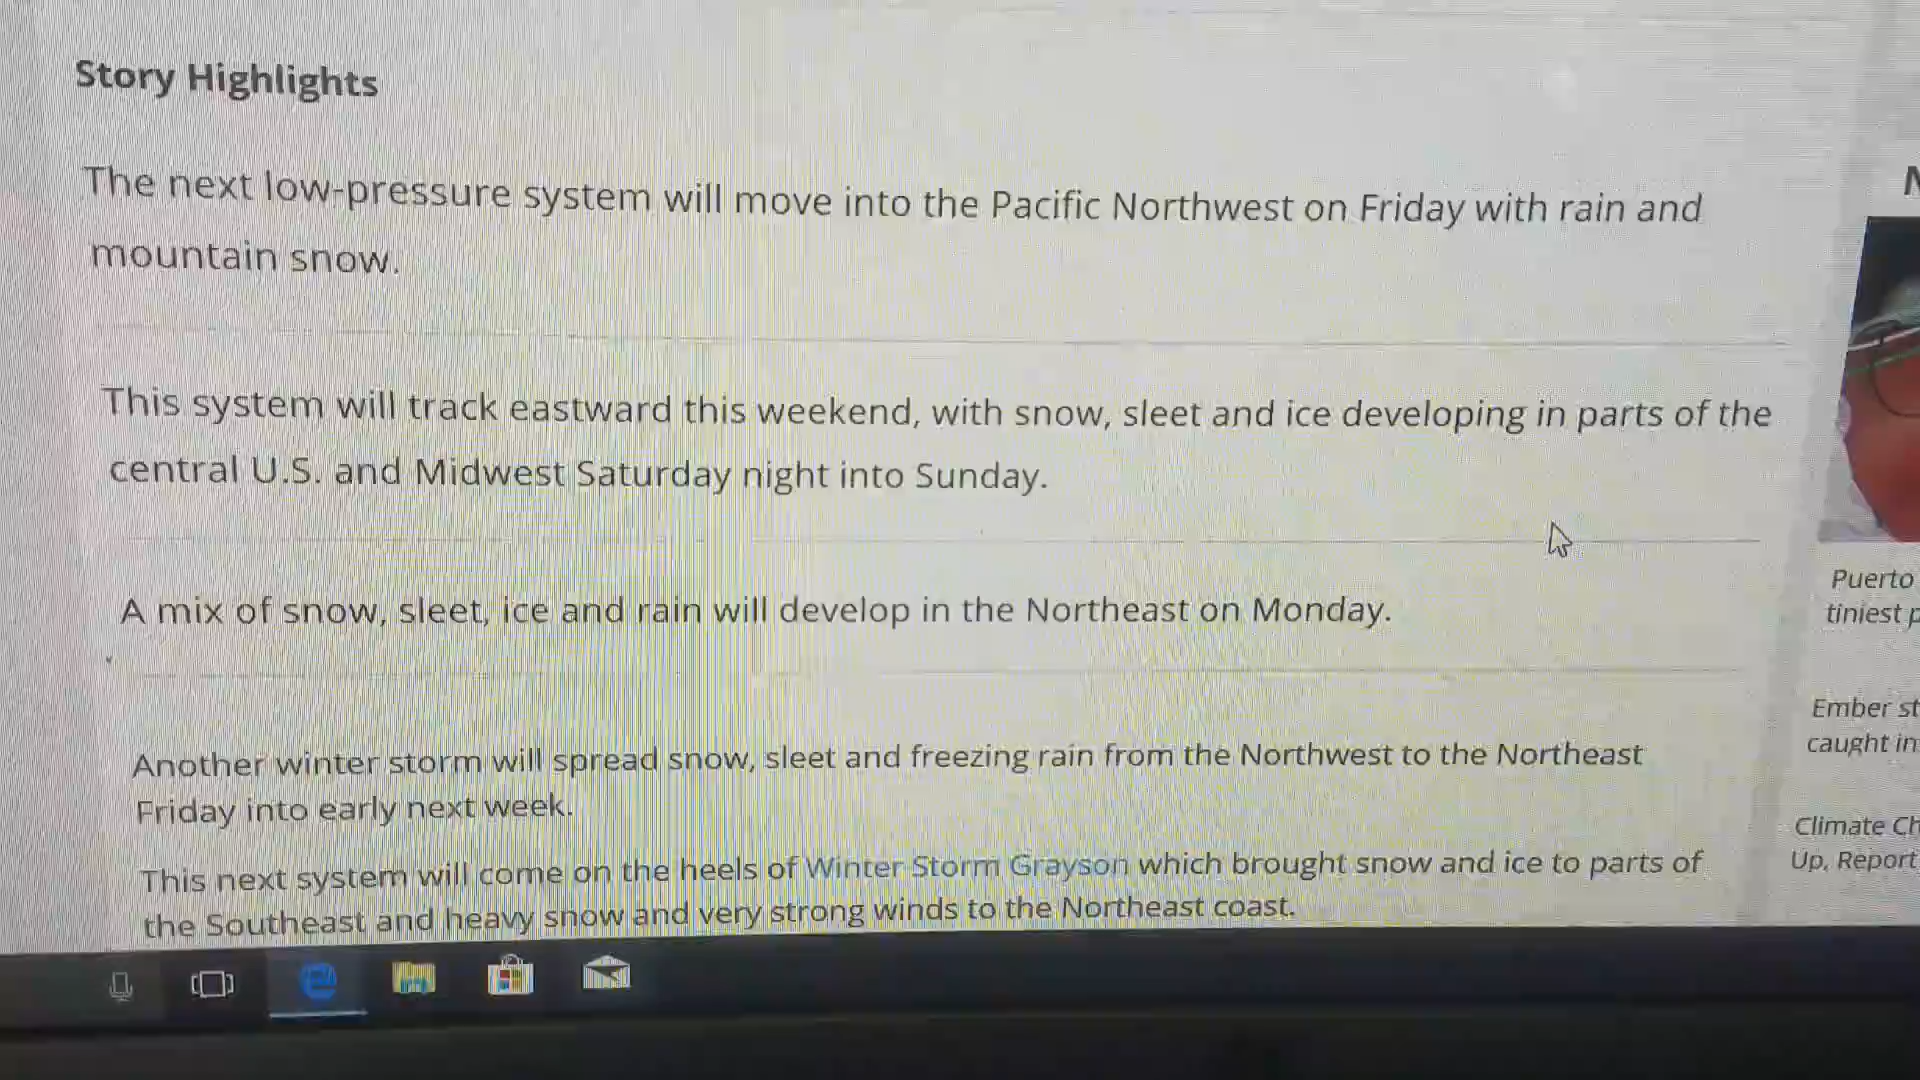 Story Highlights
The next low-pressure system will move into the Pacific Northwest on Friday with rain and
mountain snow.
This system will track eastward this weekend, with snow, sleet and ice developing in parts of the
central U.S. and Midwest Saturday night into Sunday.
A mix of snow, sleet, ice and rain will develop in the Northeast on Monday.
Another winter storm will spread snow, sleet and freezing rain from the Northwest to the Northeast
Friday into early next week.
This next system will come on the heels of Winter Storm Grayson which brought snow and ice to parts of
the Southeast and heavy snow and very strong winds to the Northeast coast.
Puerto
tiniest
Ember
caught in
Climate
Up, Report